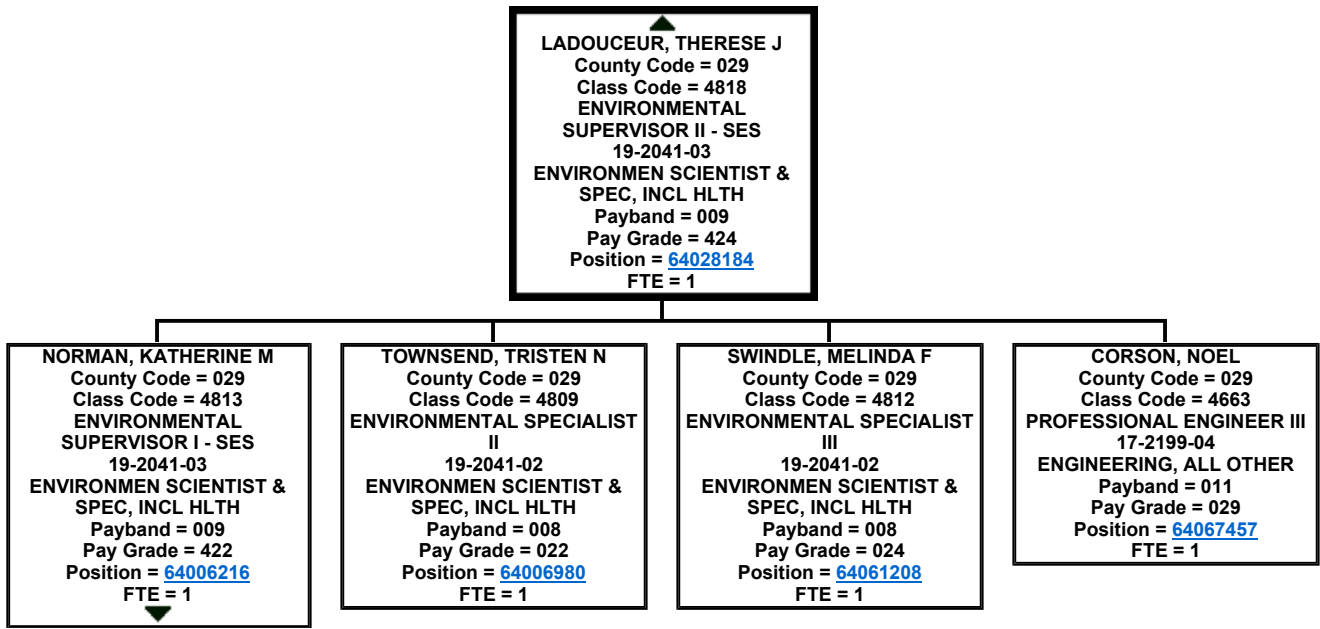 LADOUCEUR, THERESE J
County Code = 029
Class Code = 4818
ENVIRONMENTAL
SUPERVISOR II - SES
19-2041-03
ENVIRONMEN SCIENTIST &
SPEC, INCL HLTH
Payband = 009
Pay Grade = 424
Position = 64028184
FTE = 1
NORMAN, KATHERINE M
County Code = 029
Class Code = 4813
ENVIRONMENTAL
SUPERVISOR I - SES
19-2041-03
ENVIRONMEN SCIENTIST &
SPEC, INCL HLTH
Payband = 009
Pay Grade = 422
Position = 64006216
FTE = 1
TOWNSEND, TRISTEN N
County Code = 029
Class Code = 4809
ENVIRONMENTAL SPECIALIST
II
19-2041-02
ENVIRONMEN SCIENTIST &
SPEC, INCL HLTH
Payband = 008
Pay Grade = 022
Position = 64006980
FTE = 1
SWINDLE, MELINDA F
County Code = 029
Class Code = 4812
ENVIRONMENTAL SPECIALIST
III
19-2041-02
ENVIRONMEN SCIENTIST &
SPEC, INCL HLTH
Payband = 008
Pay Grade = 024
Position = 64061208
FTE = 1
CORSON, NOEL
County Code = 029
Class Code = 4663
PROFESSIONAL ENGINEER III
17-2199-04
ENGINEERING, ALL OTHER
Payband = 011
Pay Grade = 029
Position = 64067457
FTE = 1